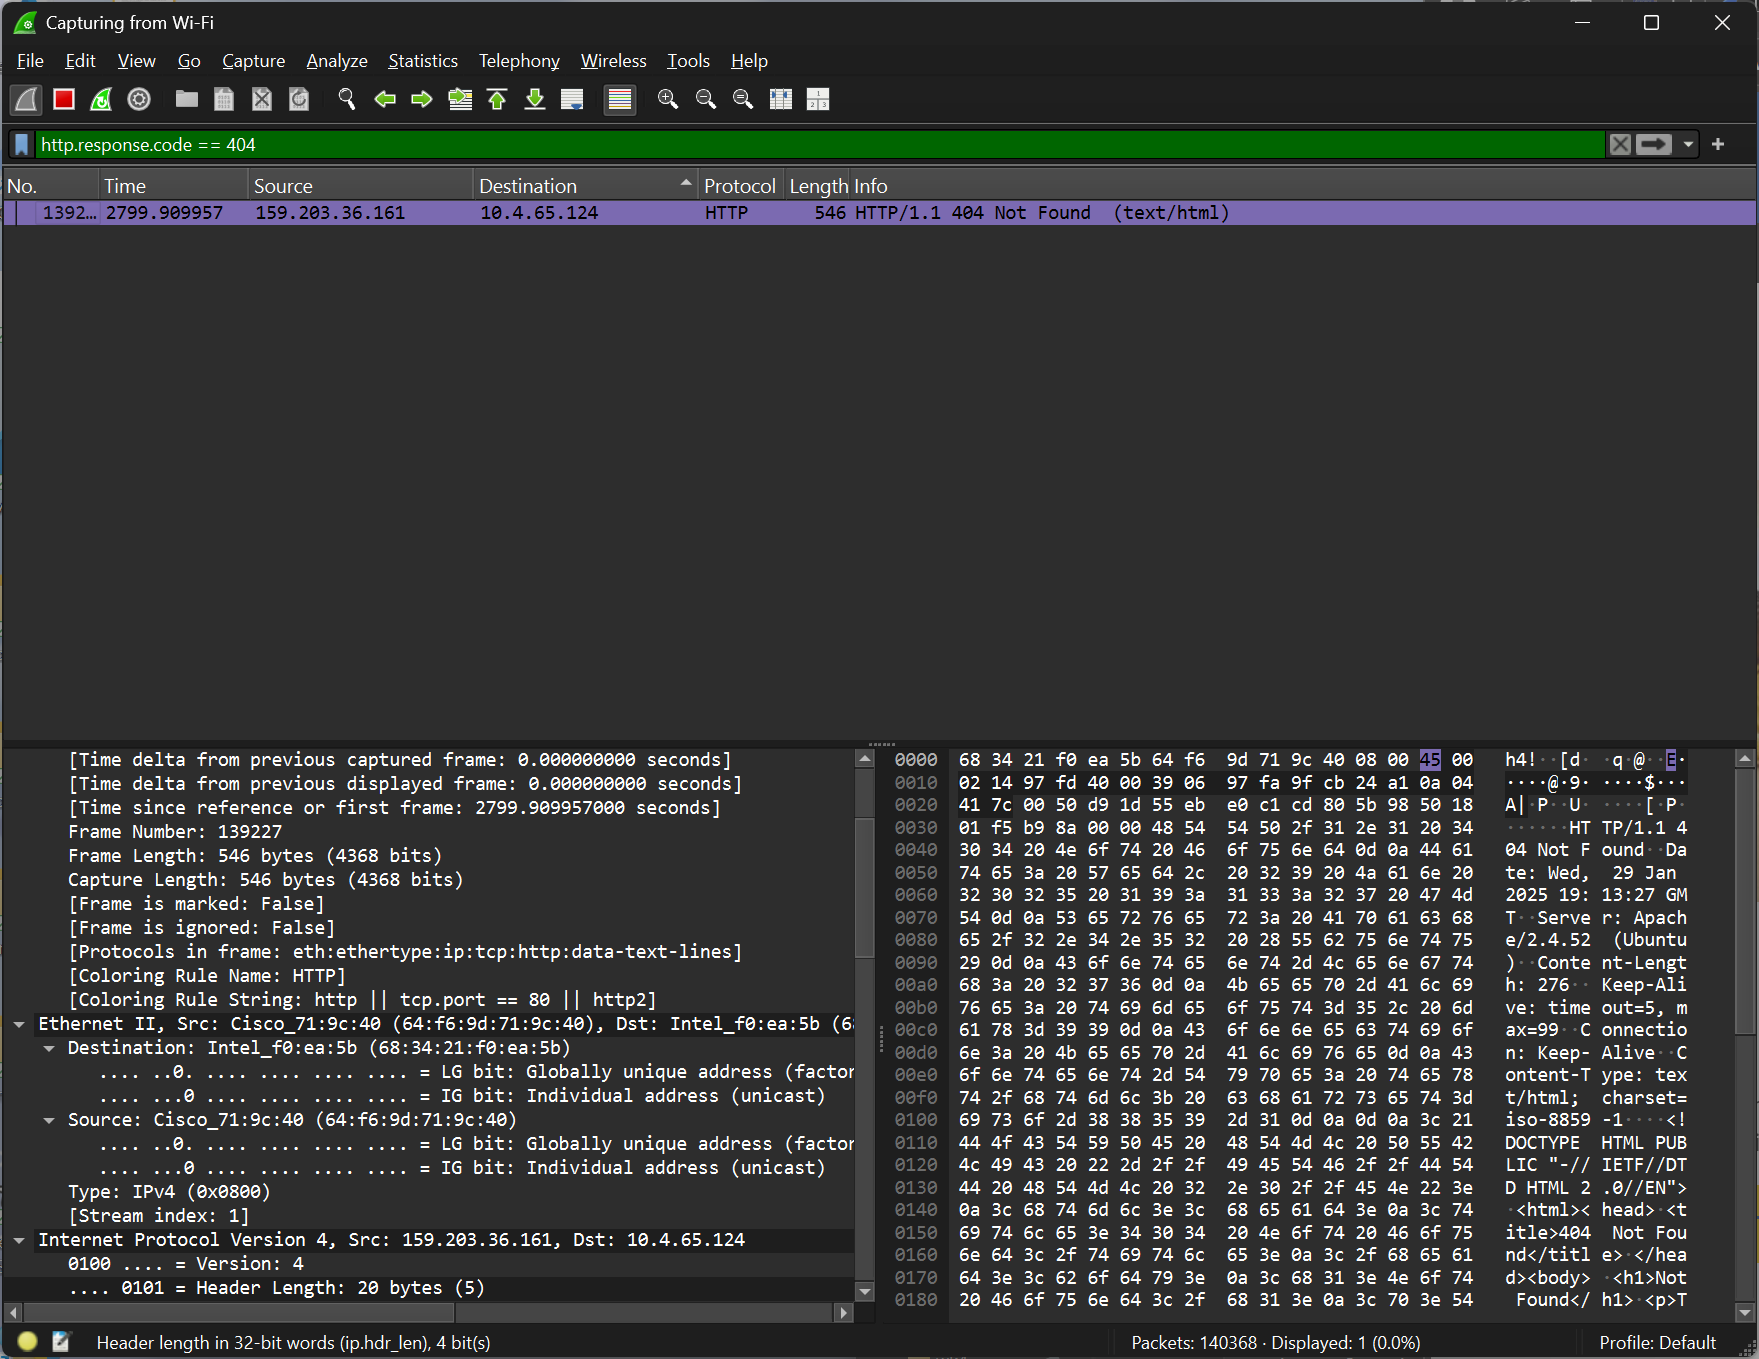 Capturing from Wi-Fi
File Edit View Go Capture Analyze Statistics Telephony Wireless Tools Help
http.response.code == 404
No. Time Source Destination Protocol Length Info
1392… 2799.909957 159.203.36.161 10.4.65.124 HTTP 546 HTTP/1.1 404 Not Found (text/html)
[Time delta from previous captured frame: 0.000000000 seconds]
[Time delta from previous displayed frame: 0.000000000 seconds]
[Time since reference or first frame: 2799.909957000 seconds]
Frame Number: 139227
Frame Length: 546 bytes (4368 bits)
Capture Length: 546 bytes (4368 bits)
[Frame is marked: False]
[Frame is ignored: False]
[Protocols in frame: eth:ethertype:ip:tcp:http:data-text-lines]
[Coloring Rule Name: HTTP]
[Coloring Rule String: http || tcp.port == 80 || http2]
Ethernet II, Src: Cisco_71:9c:40 (64:f6:9d:71:9c:40), Dst: Intel_f0:ea:5b (6
Destination: Intel_f0:ea:5b (68:34:21:f0:ea:5b)
.... ..0. .... .... .... .... = LG bit: Globally unique address (factor
.... ...0 .... .... .... .... = IG bit: Individual address (unicast)
Source: Cisco_71:9c:40 (64:f6:9d:71:9c:40)
.... ..0. .... .... .... .... = LG bit: Globally unique address (factor
.... ...0 .... .... .... .... = IG bit: Individual address (unicast)
Type: IPv4 (0x0800)
[Stream index: 1]
Internet Protocol Version 4, Src: 159.203.36.161, Dst: 10.4.65.124
0100 .... = Version: 4
.... 0101 = Header Length: 20 bytes (5)
0000 68 34 21 f0 ea 5b 64 f6 9d 71 9c 40 08 00 45 00 h4!··[d· ·q·@··E·
0010 02 14 97 fd 40 00 39 06 97 fa 9f cb 24 a1 0a 04 ····@·9· ····$···
0020 41 7c 00 50 d9 1d 55 eb e0 c1 cd 80 5b 98 50 18 A|·P··U· ····[·P·
0030 01 f5 b9 8a 00 00 48 54 54 50 2f 31 2e 31 20 34 ······HT TP/1.1 4
0040 30 34 20 4e 6f 74 20 46 6f 75 6e 64 0d 0a 44 61 04 Not F ound··Da
0050 74 65 3a 20 57 65 64 2c 20 32 39 20 4a 61 6e 20 te: Wed, 29 Jan
0060 32 30 32 35 20 31 39 3a 31 33 3a 32 37 20 47 4d 2025 19: 13:27 GM
0070 54 0d 0a 53 65 72 76 65 72 3a 20 41 70 61 63 68 T··Serve r: Apach
0080 65 2f 32 2e 34 2e 35 32 20 28 55 62 75 6e 74 75 e/2.4.52 (Ubuntu
0090 29 0d 0a 43 6f 6e 74 65 6e 74 2d 4c 65 6e 67 74 )··Conte nt-Lengt
00a0 68 3a 20 32 37 36 0d 0a 4b 65 65 70 2d 41 6c 69 h: 276·· Keep-Ali
00b0 76 65 3a 20 74 69 6d 65 6f 75 74 3d 35 2c 20 6d ve: time out=5, m
00c0 61 78 3d 39 39 0d 0a 43 6f 6e 6e 65 63 74 69 6f ax=99··C onnectio
00d0 6e 3a 20 4b 65 65 70 2d 41 6c 69 76 65 0d 0a 43 n: Keep- Alive··C
00e0 6f 6e 74 65 6e 74 2d 54 79 70 65 3a 20 74 65 78 ontent-T ype: tex
00f0 74 2f 68 74 6d 6c 3b 20 63 68 61 72 73 65 74 3d t/html; charset=
0100 69 73 6f 2d 38 38 35 39 2d 31 0d 0a 0d 0a 3c 21 iso-8859 -1····<!
0110 44 4f 43 54 59 50 45 20 48 54 4d 4c 20 50 55 42 DOCTYPE HTML PUB
0120 4c 49 43 20 22 2d 2f 2f 49 45 54 46 2f 2f 44 54 LIC "-// IETF//DT
0130 44 20 48 54 4d 4c 20 32 2e 30 2f 2f 45 4e 22 3e D HTML 2 .0//EN">
0140 0a 3c 68 74 6d 6c 3e 3c 68 65 61 64 3e 0a 3c 74 ·<html>< head>·<t
0150 69 74 6c 65 3e 34 30 34 20 4e 6f 74 20 46 6f 75 itle>404 Not Fou
0160 6e 64 3c 2f 74 69 74 6c 65 3e 0a 3c 2f 68 65 61 nd</titl e>·</hea
0170 64 3e 3c 62 6f 64 79 3e 0a 3c 68 31 3e 4e 6f 74 d><body> ·<h1>Not
0180 20 46 6f 75 6e 64 3c 2f 68 31 3e 0a 3c 70 3e 54 Found</ h1>·<p>T
Header length in 32-bit words (ip.hdr_len), 4 bit(s)
Packets: 140368 · Displayed: 1 (0.0%)
Profile: Default